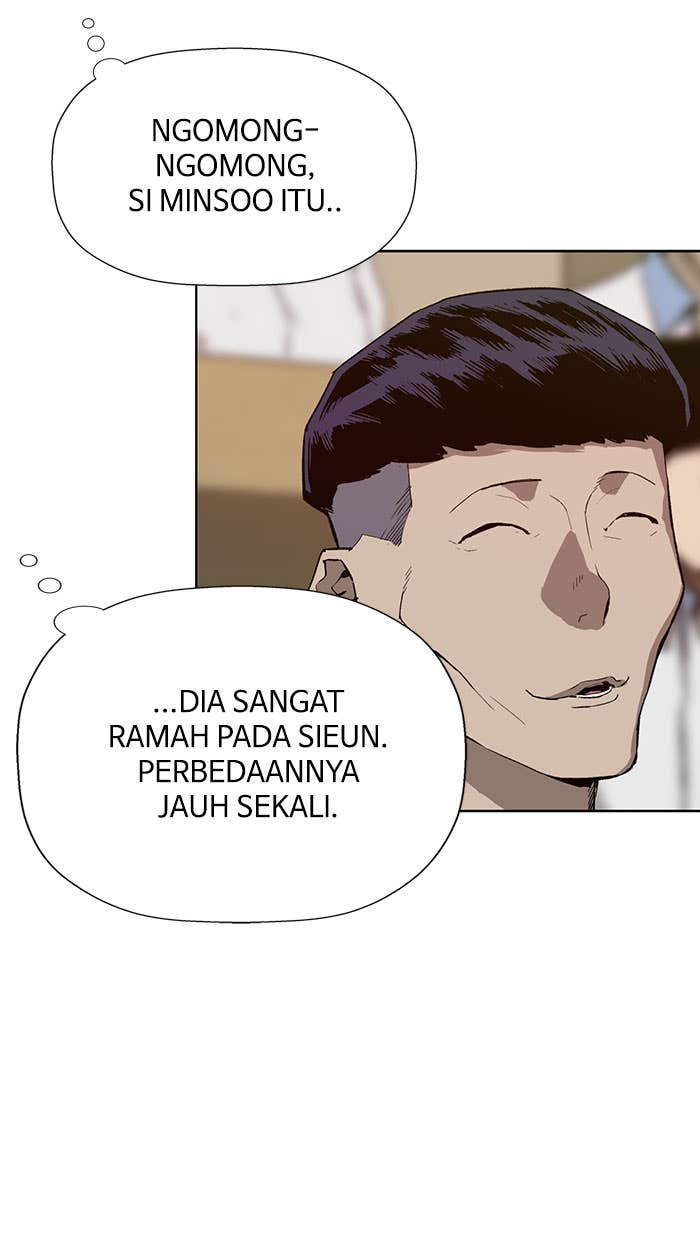 NGOMONG-
NGOMONG,
SI MINSOO ITU..
...DIA SANGAT
RAMAH PADA SIEUN.
PERBEDAANNYA
JAUH SEKALI.